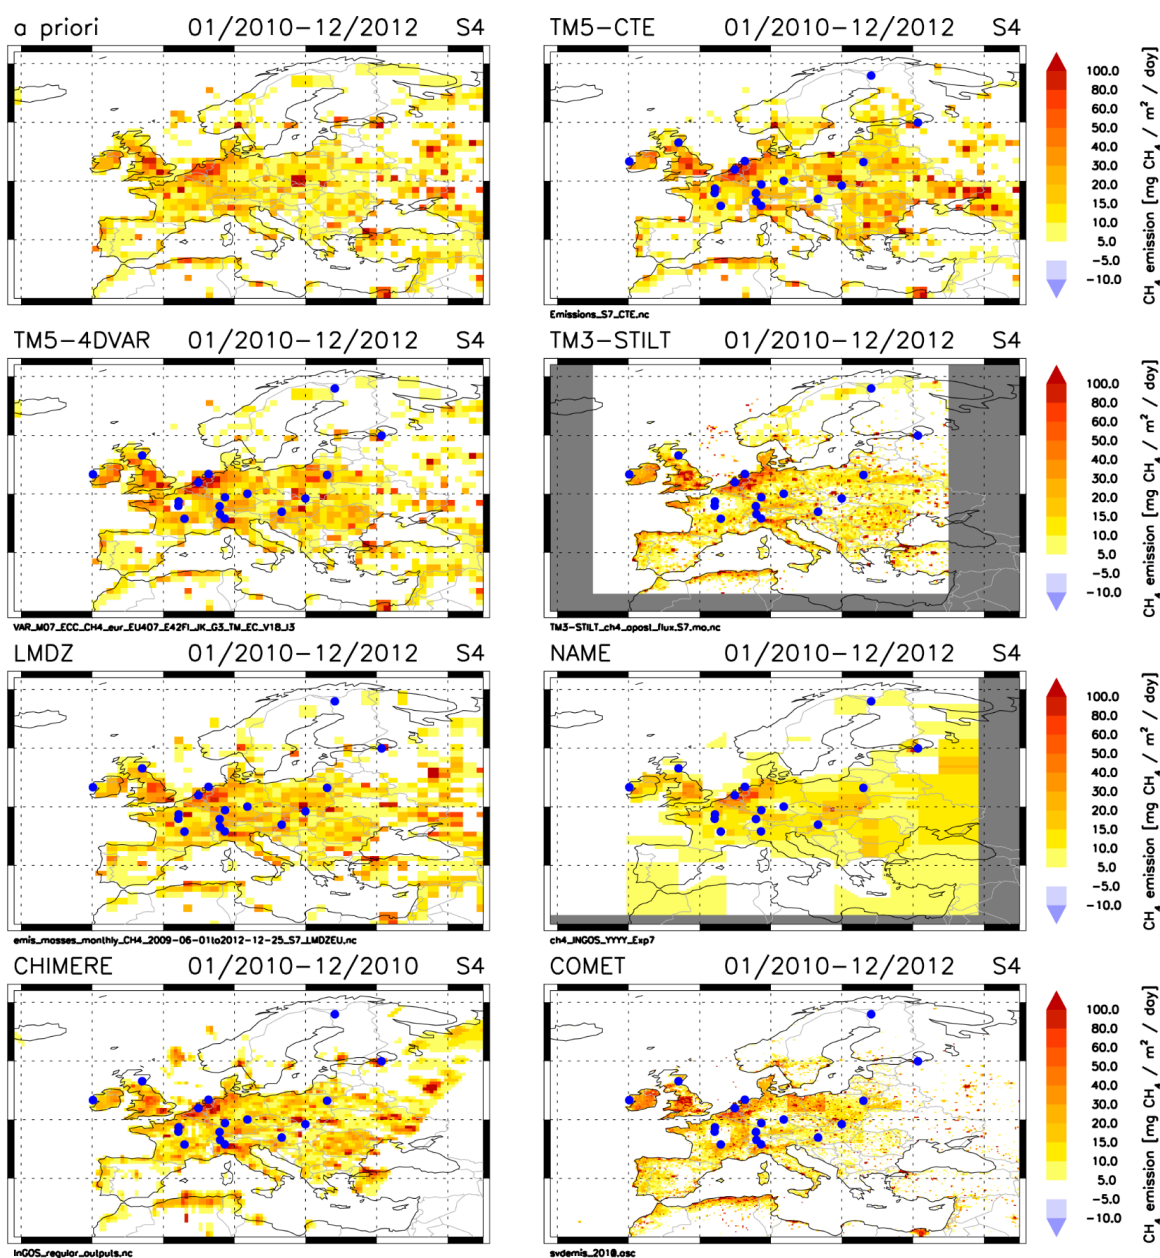 a priori 01/2010-12/2012 S4
TM5-CTE 01/2010-12/2012 S4
100.0
80.0
60.0
50.0
40.0
30.0
20.0
15.0
10.0
5.0
-5.0
-10.0
CH4 emission [mg CH4 / m² / day]
Emissions_S7_CTE.nc
TM5-4DVAR 01/2010-12/2012 S4
TM3-STILT 01/2010-12/2012 S4
100.0
80.0
60.0
50.0
40.0
30.0
20.0
15.0
10.0
5.0
-5.0
-10.0
CH4 emission [mg CH4 / m² / day]
VAR_M07_ECC_CH4_eur_EU407_E42FI_JK_G3_TM_EC_V18_I3
TM3-STILT_ch4_apost_flux.S7.mo.nc
LMDZ 01/2010-12/2012 S4
NAME 01/2010-12/2012 S4
100.0
80.0
60.0
50.0
40.0
30.0
20.0
15.0
10.0
5.0
-5.0
-10.0
CH4 emission [mg CH4 / m² / day]
emis_masses_monthly_CH4_2009-06-01to2012-12-25_S7_LMDZEU.nc
ch4_INGOS_YYYY_Exp7
CHIMERE 01/2010-12/2010 S4
COMET 01/2010-12/2012 S4
100.0
80.0
60.0
50.0
40.0
30.0
20.0
15.0
10.0
5.0
-5.0
-10.0
CH4 emission [mg CH4 / m² / day]
InGOS_regular_outputs.nc
svdemis_2010.asc